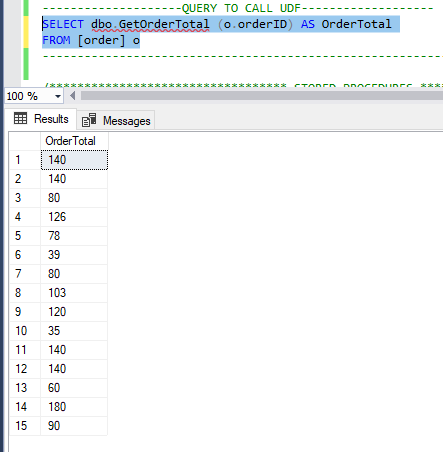 --------------------QUERY TO CALL UDF-------------------
SELECT dbo.GetOrderTotal (o.orderID) AS OrderTotal
FROM [order] o
--------------------------------------------------------
/********************************** STORED PROCEDURES ****
100 %
Results Messages
OrderTotal
1 140
2 140
3 80
4 126
5 78
6 39
7 80
8 103
9 120
10 35
11 140
12 140
13 60
14 180
15 90